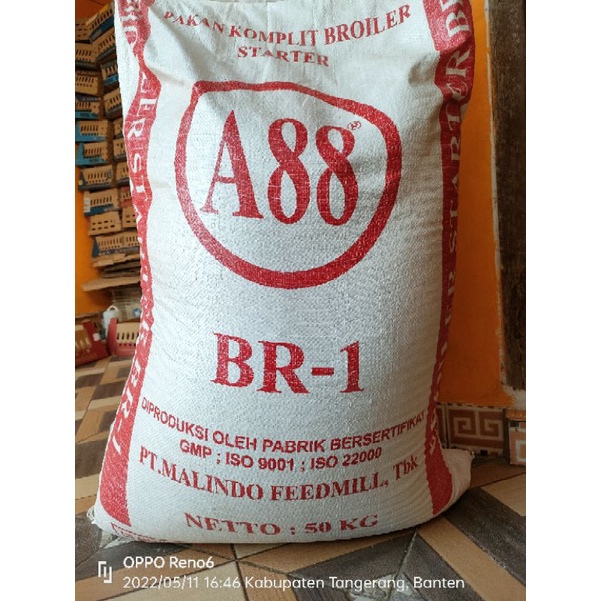 PAKAN KOMPLIT BROILER
STARTER
A88®
BR-1
DIPRODUKSI OLEH PABRIK BERSERTIFIKAT
GMP ; ISO 9001 ; ISO 22000
PT.MALINDO FEEDMILL, Tbk
NETTO : 50 KG
OPPO Reno6
2022/05/11 16:46 Kabupaten Tangerang, Banten